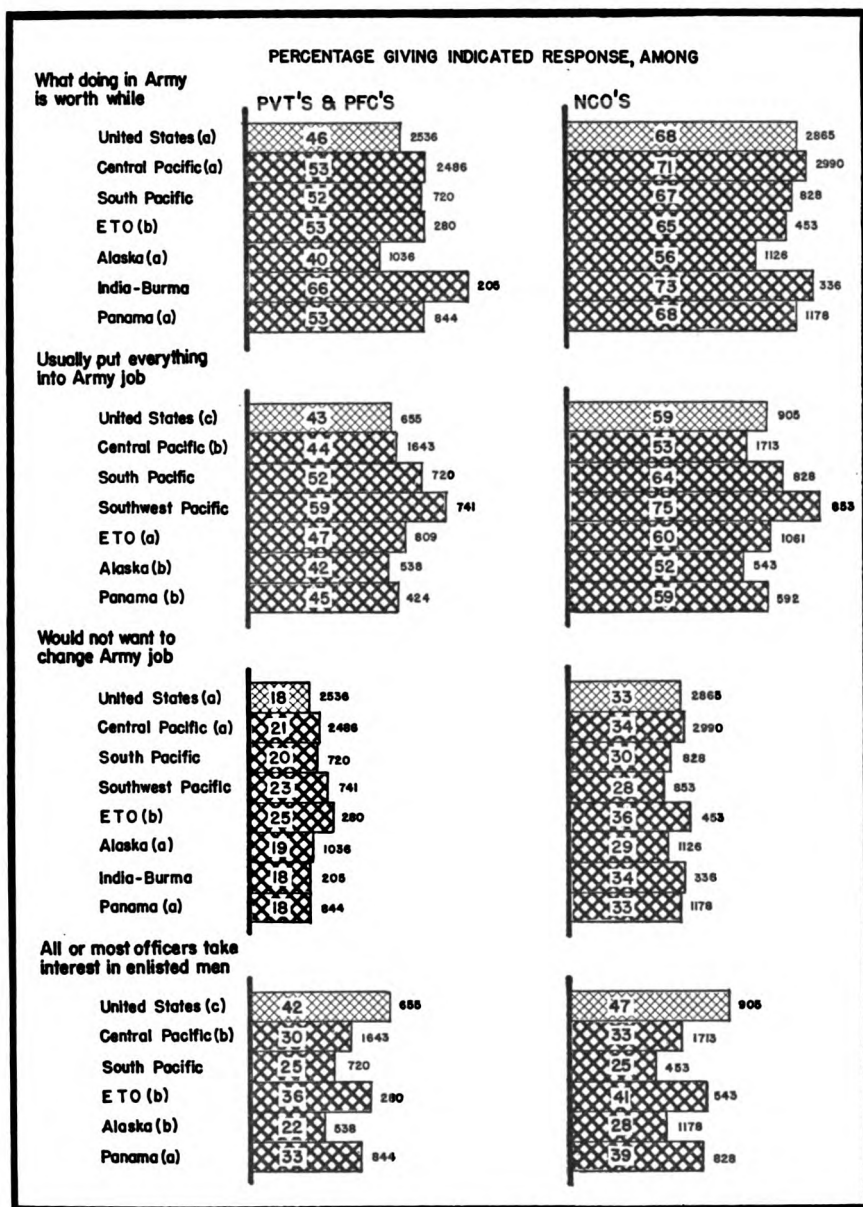 PERCENTAGE GIVING INDICATED RESPONSE, AMONG
What doing in Army
is worth while
PVT'S & PFC'S NCO'S
United States (a) 46 2536 68 2865
Central Pacific (a) 53 2486 71 2990
South Pacific 52 720 67 828
ETO (b) 53 280 65 453
Alaska (a) 40 1036 56 1126
India-Burma 66 205 73 336
Panama (a) 53 844 68 1178
Usually put everything
into Army job
United States (c) 43 655 59 905
Central Pacific (b) 44 1643 53 1713
South Pacific 52 720 64 828
Southwest Pacific 59 741 75 853
ETO (a) 47 809 60 1061
Alaska (b) 42 538 52 543
Panama (b) 45 424 59 592
Would not want to
change Army job
United States (a) 18 2536 33 2865
Central Pacific (a) 21 2486 34 2990
South Pacific 20 720 30 828
Southwest Pacific 23 741 28 853
ETO (b) 25 280 36 453
Alaska (a) 19 1036 29 1126
India-Burma 18 205 34 336
Panama (a) 18 844 33 1178
All or most officers take
interest in enlisted men
United States (c) 42 655 47 905
Central Pacific (b) 30 1643 33 1713
South Pacific 25 720 25 453
ETO (b) 36 280 41 543
Alaska (b) 22 538 28 1178
Panama (a) 33 844 39 828